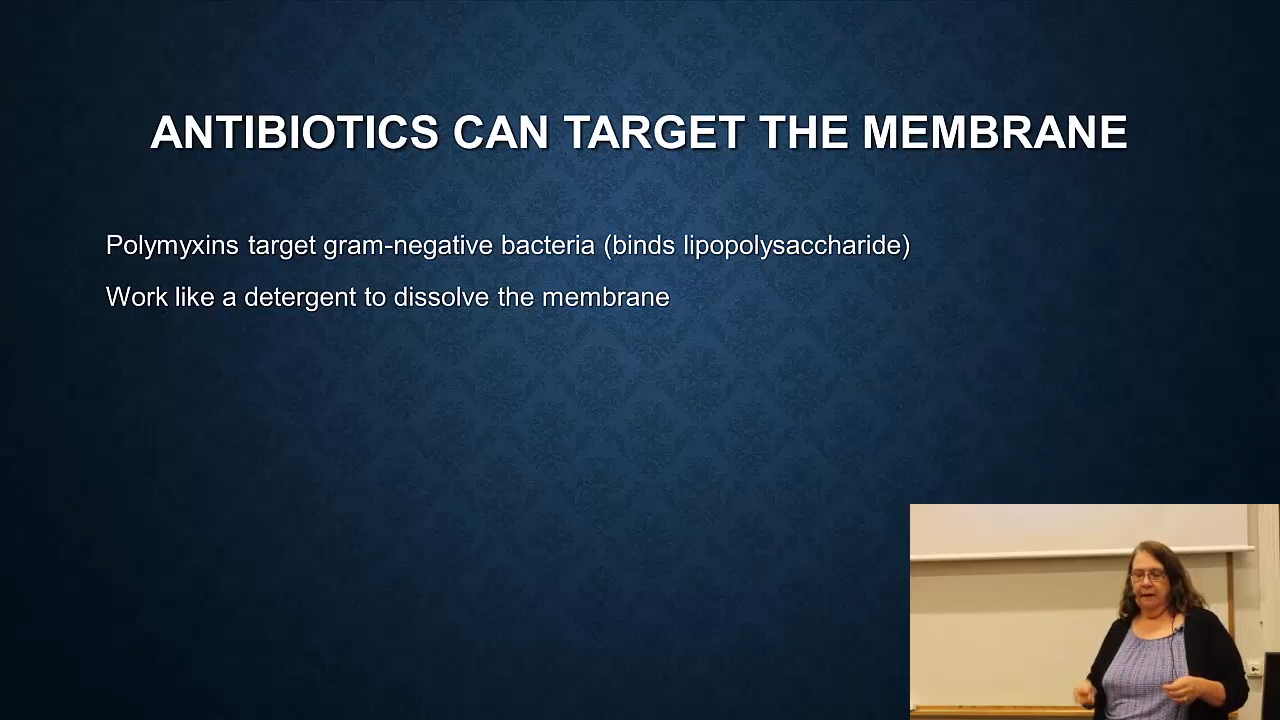 ANTIBIOTICS CAN TARGET THE MEMBRANE
Polymyxins target gram-negative bacteria (binds lipopolysaccharide)
Work like a detergent to dissolve the membrane